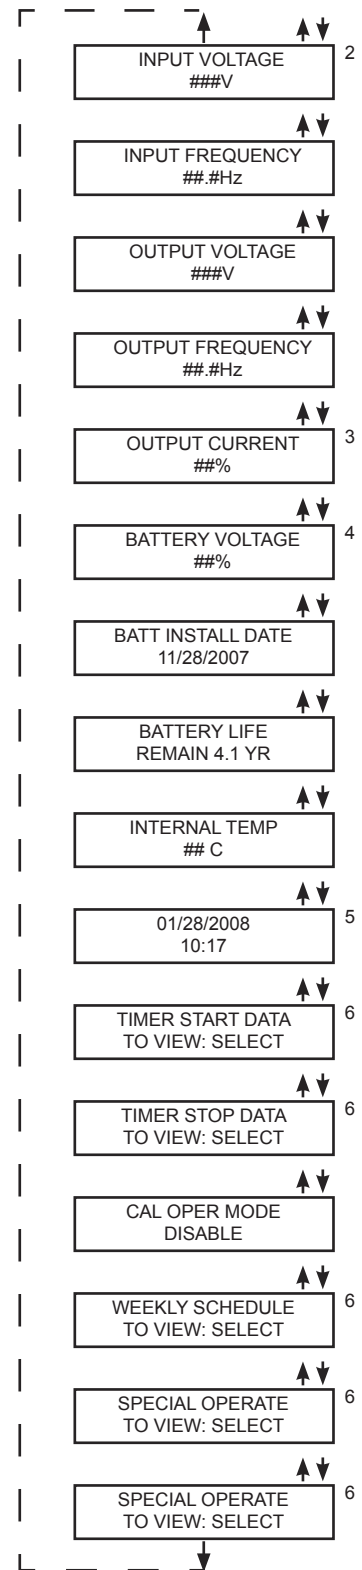 2
INPUT VOLTAGE
###V
INPUT FREQUENCY
##.#Hz
OUTPUT VOLTAGE
###V
OUTPUT FREQUENCY
##.#Hz
3
OUTPUT CURRENT
##%
4
BATTERY VOLTAGE
##%
BATT INSTALL DATE
11/28/2007
BATTERY LIFE
REMAIN 4.1 YR
INTERNAL TEMP
## C
5
01/28/2008
10:17
6
TIMER START DATA
TO VIEW: SELECT
6
TIMER STOP DATA
TO VIEW: SELECT
CAL OPER MODE
DISABLE
6
WEEKLY SCHEDULE
TO VIEW: SELECT
6
SPECIAL OPERATE
TO VIEW: SELECT
6
SPECIAL OPERATE
TO VIEW: SELECT